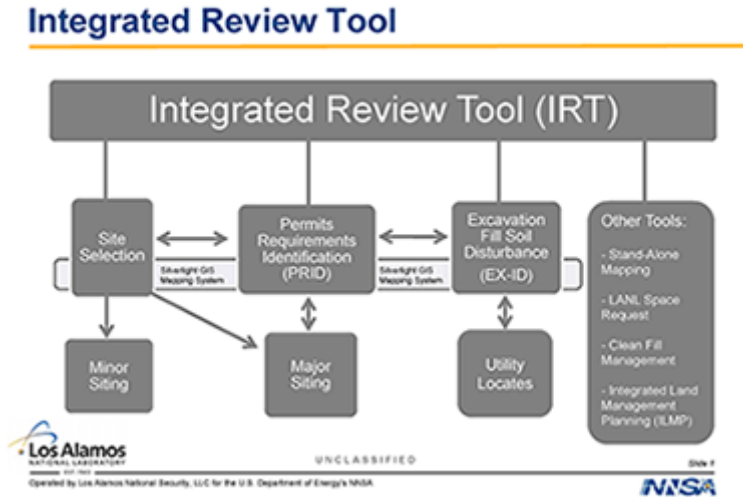 Integrated Review Tool
Integrated Review Tool (IRT)
Site
Selection
Permits
Requirements
Identification
(PRID)
Excavation
Fill Soil
Disturbance
(EX-ID)
Other Tools:
- Stand-Alone
Mapping
- LANL Space
Request
- Clean Fill
Management
- Integrated Land
Management
Planning (ILMP)
Silverlight GIS
Mapping System
Silverlight GIS
Mapping System
Minor
Siting
Major
Siting
Utility
Locates
Los Alamos
NATIONAL LABORATORY
EST. 1943
UNCLASSIFIED
Slide 1
Operated by Los Alamos National Security, LLC for the U.S. Department of Energy's NNSA
NNSA